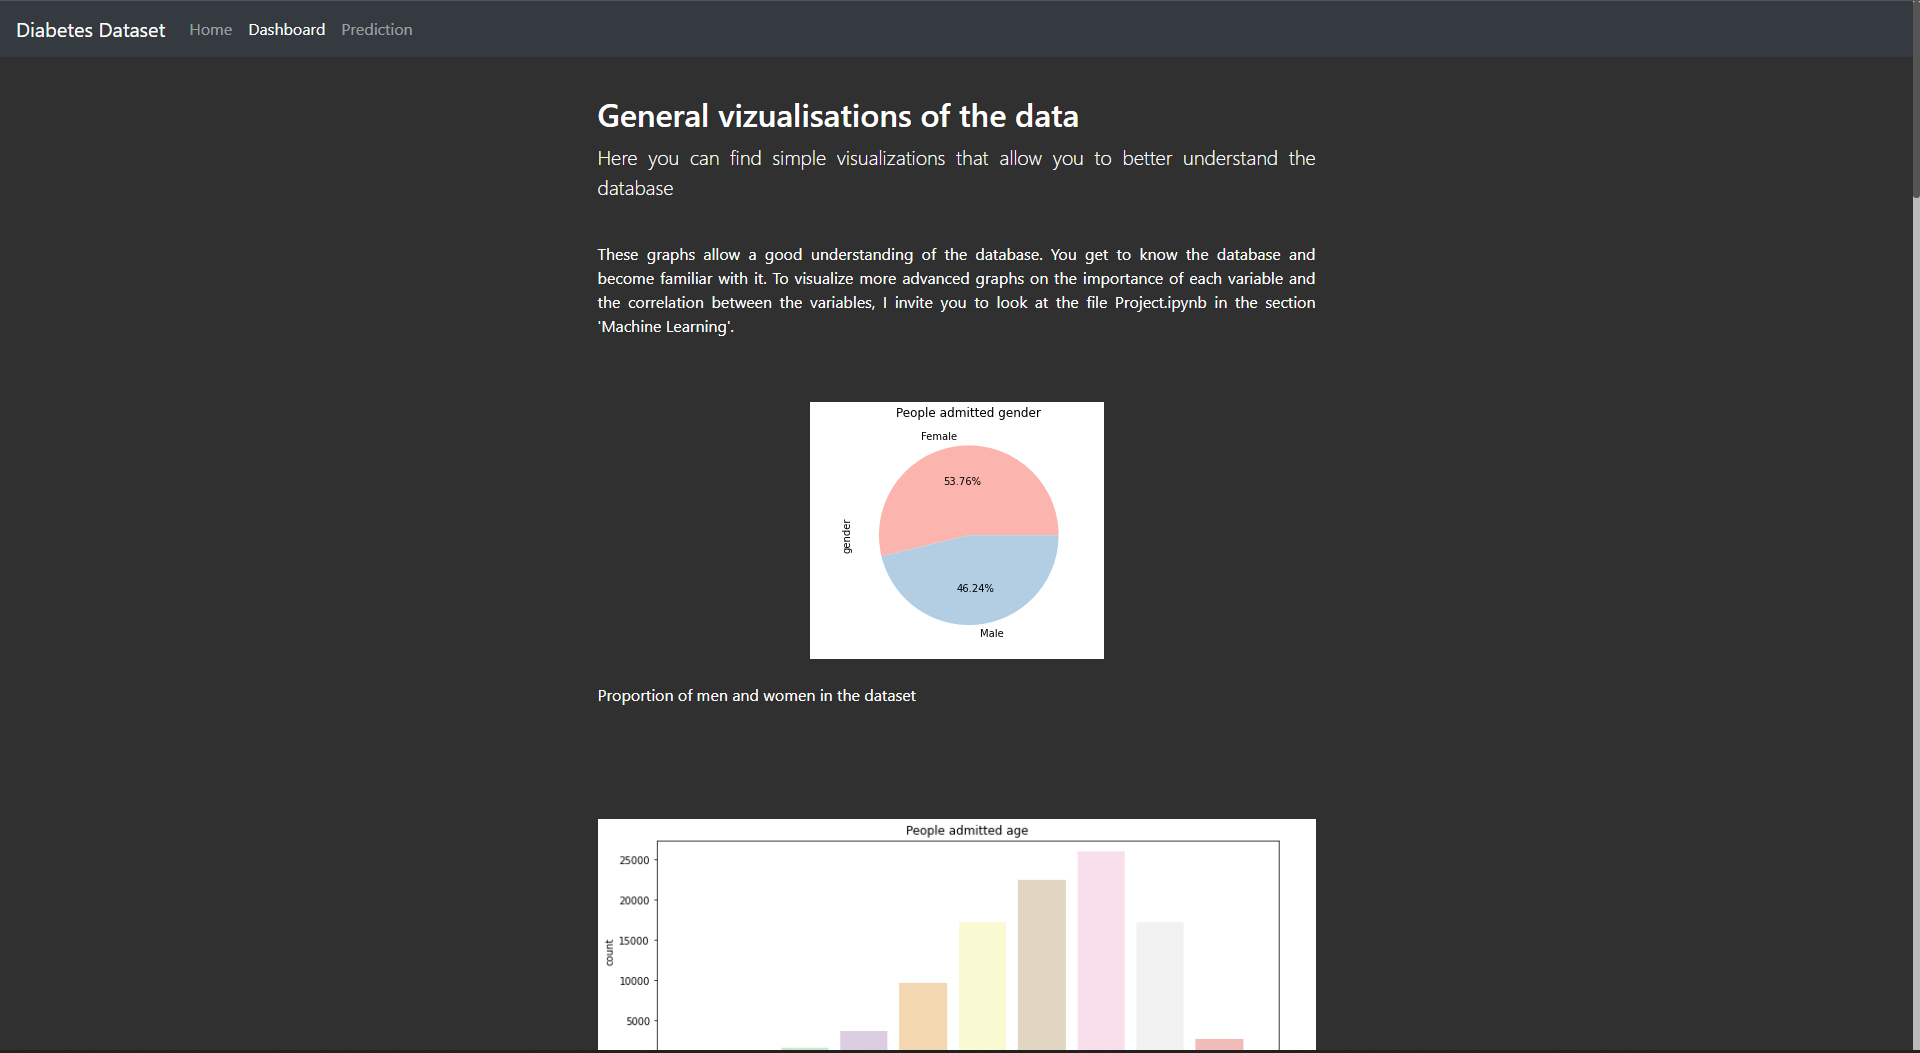 Diabetes Dataset Home Dashboard Prediction
General vizualisations of the data
Here you can find simple visualizations that allow you to better understand the
database
These graphs allow a good understanding of the database. You get to know the database and
become familiar with it. To visualize more advanced graphs on the importance of each variable and
the correlation between the variables, I invite you to look at the file Project.ipynb in the section
'Machine Learning'.
People admitted gender
Female
53.76%
gender
46.24%
Male
Proportion of men and women in the dataset
People admitted age
25000
20000
15000
count
10000
5000